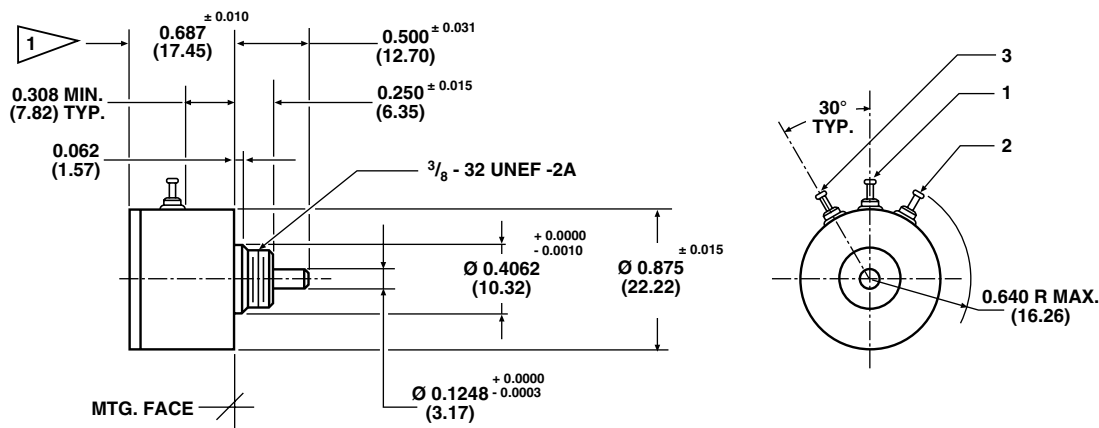 1
± 0.010
0.687
(17.45)
± 0.031
0.500
(12.70)
0.308 MIN.
(7.82) TYP.
± 0.015
0.250
(6.35)
0.062
(1.57)
3/8 - 32 UNEF -2A
+ 0.0000
- 0.0010
Ø 0.4062
(10.32)
± 0.015
Ø 0.875
(22.22)
+ 0.0000
- 0.0003
Ø 0.1248
(3.17)
MTG. FACE
30°
TYP.
3
1
2
0.640 R MAX.
(16.26)